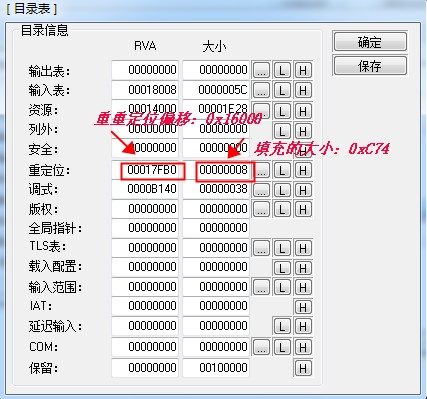 [ 目录表 ]
目录信息
RVA 大小
确定
保存
输出表： 00000000 00000000 ... L H
输入表： 00018008 0000005C ... L H
资源： 00014000 00001E28 ... L H
重重定位偏移：0x16000
列外： 00000000 00000000 L H
填充的大小：0xC74
安全： 00000000 00000000 H
重定位： 00017FB0 00000008 ... L H
调式： 0000B140 00000038 ... L H
版权： 00000000 00000000 ... L H
全局指针： 00000000 00000000
TLS表： 00000000 00000000 ... L H
载入配置： 00000000 00000000 L H
输入范围： 00000000 00000000 ... L H
IAT： 00000000 00000000 H
延迟输入： 00000000 00000000 L H
COM： 00000000 00000000 ... L H
保留： 00000000 00100000 H